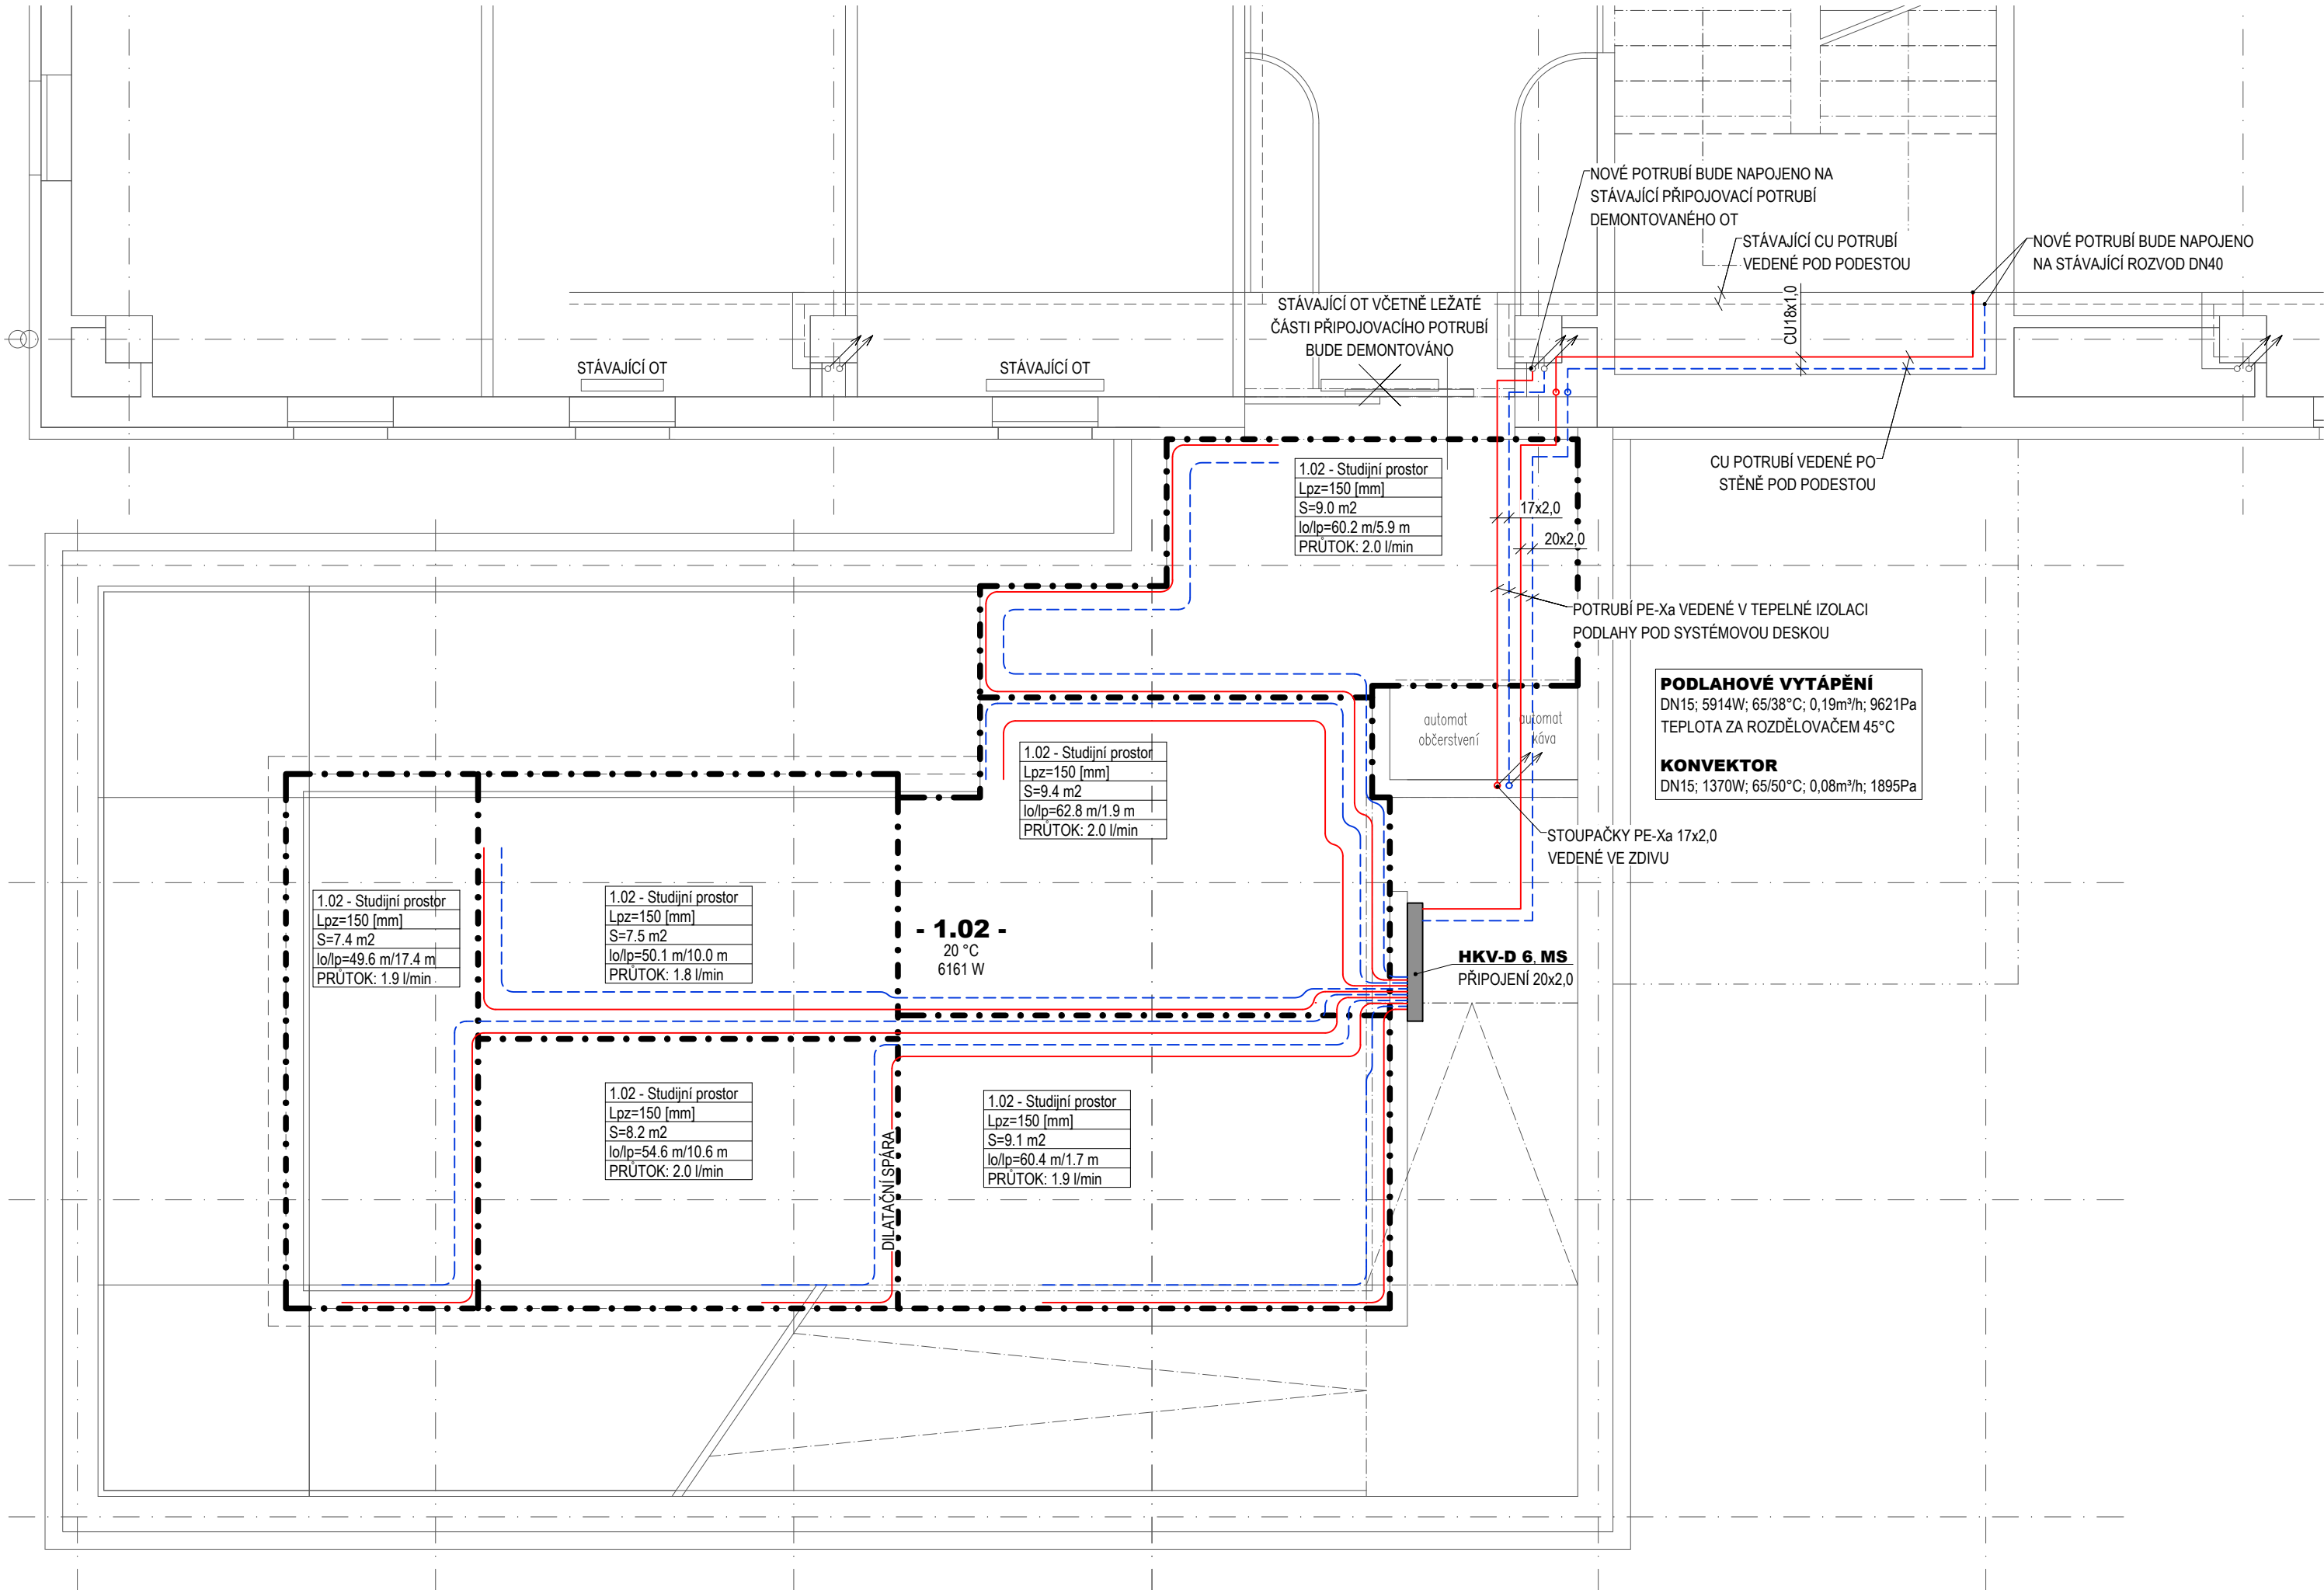 NOVÉ POTRUBÍ BUDE NAPOJENO NA
STÁVAJÍCÍ PŘIPOJOVACÍ POTRUBÍ
DEMONTOVANÉHO OT
STÁVAJÍCÍ CU POTRUBÍ
VEDENÉ POD PODESTOU
NOVÉ POTRUBÍ BUDE NAPOJENO
NA STÁVAJÍCÍ ROZVOD DN40
CU18x1,0
STÁVAJÍCÍ OT VČETNĚ LEŽATÉ
ČÁSTI PŘIPOJOVACÍHO POTRUBÍ
BUDE DEMONTOVÁNO
STÁVAJÍCÍ OT
STÁVAJÍCÍ OT
CU POTRUBÍ VEDENÉ PO
STĚNĚ POD PODESTOU
1.02 - Studijní prostor
Lpz=150 [mm]
S=9.0 m2
lo/lp=60.2 m/5.9 m
PRŮTOK: 2.0 l/min
17x2,0
20x2,0
POTRUBÍ PE-Xa VEDENÉ V TEPELNÉ IZOLACI
PODLAHY POD SYSTÉMOVOU DESKOU
PODLAHOVÉ VYTÁPĚNÍ
DN15; 5914W; 65/38°C; 0,19m³/h; 9621Pa
TEPLOTA ZA ROZDĚLOVAČEM 45°C
KONVEKTOR
DN15; 1370W; 65/50°C; 0,08m³/h; 1895Pa
automat
občerstvení
automat
káva
1.02 - Studijní prostor
Lpz=150 [mm]
S=9.4 m2
lo/lp=62.8 m/1.9 m
PRŮTOK: 2.0 l/min
STOUPAČKY PE-Xa 17x2,0
VEDENÉ VE ZDIVU
1.02 - Studijní prostor
Lpz=150 [mm]
S=7.4 m2
lo/lp=49.6 m/17.4 m
PRŮTOK: 1.9 l/min
1.02 - Studijní prostor
Lpz=150 [mm]
S=7.5 m2
lo/lp=50.1 m/10.0 m
PRŮTOK: 1.8 l/min
- 1.02 -
20 °C
6161 W
HKV-D 6, MS
PŘIPOJENÍ 20x2,0
1.02 - Studijní prostor
Lpz=150 [mm]
S=8.2 m2
lo/lp=54.6 m/10.6 m
PRŮTOK: 2.0 l/min
DILATAČNÍ SPÁRA
1.02 - Studijní prostor
Lpz=150 [mm]
S=9.1 m2
lo/lp=60.4 m/1.7 m
PRŮTOK: 1.9 l/min